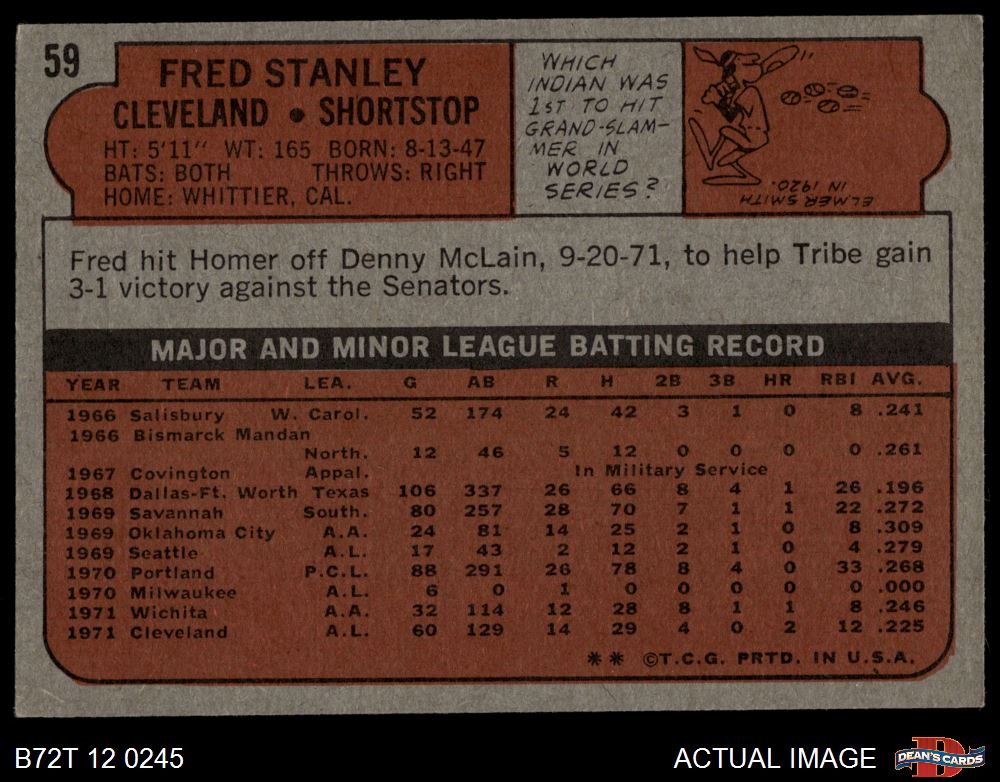 59
FRED STANLEY
CLEVELAND • SHORTSTOP
HT: 5'11" WT: 165 BORN: 8-13-47
BATS: BOTH THROWS: RIGHT
HOME: WHITTIER, CAL.
WHICH
INDIAN WAS
1ST TO HIT
GRAND-SLAM-
MER IN
WORLD
SERIES?
ELMER SMITH
IN 1920.
Fred hit Homer off Denny McLain, 9-20-71, to help Tribe gain
3-1 victory against the Senators.
MAJOR AND MINOR LEAGUE BATTING RECORD
YEAR TEAM LEA. G AB R H 2B 3B HR RBI AVG.
1966 Salisbury W. Carol. 52 174 24 42 3 1 0 8 .241
1966 Bismarck Mandan
North. 12 46 5 12 0 0 0 0 .261
1967 Covington Appal. In Military Service
1968 Dallas-Ft. Worth Texas 106 337 26 66 8 4 1 26 .196
1969 Savannah South. 80 257 28 70 7 1 1 22 .272
1969 Oklahoma City A.A. 24 81 14 25 2 1 0 8 .309
1969 Seattle A.L. 17 43 2 12 2 1 0 4 .279
1970 Portland P.C.L. 88 291 26 78 8 4 0 33 .268
1970 Milwaukee A.L. 6 0 1 0 0 0 0 0 .000
1971 Wichita A.A. 32 114 12 28 8 1 1 8 .246
1971 Cleveland A.L. 60 129 14 29 4 0 2 12 .225
** ©T.C.G. PRTD. IN U.S.A.
B72T 12 0245
ACTUAL IMAGE
D
DEAN'S CARDS